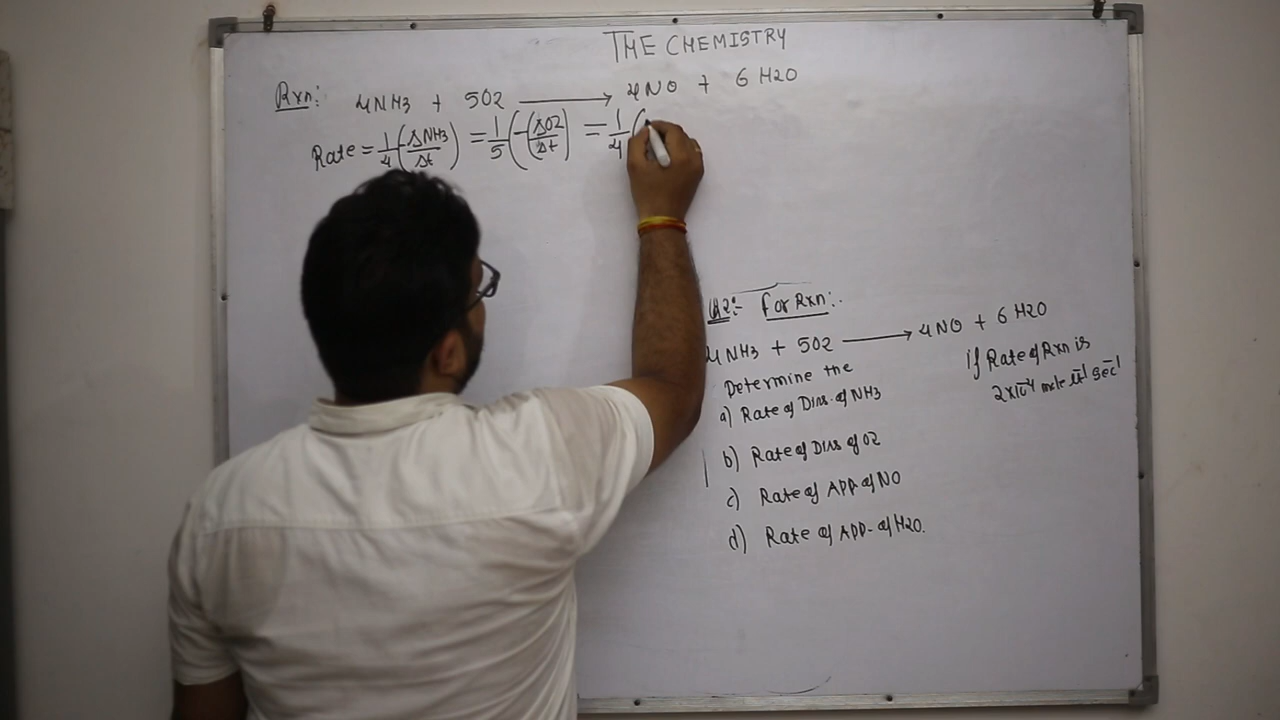 THE CHEMISTRY
Rxn: 4NH3 + 5O2 ⟶ 4NO + 6H2O
Rate = 1/4 (ΔNH3/Δt) = 1/5 (-(ΔO2/Δt) = 1/4 (
Q2:- For Rxn:-
4NH3 + 5O2 ⟶ 4NO + 6H2O
Determine the
if Rate of Rxn is
2×10⁻⁴ mole lit⁻¹ sec⁻¹
a) Rate of Diss. of NH3
b) Rate of Diss of O2
c) Rate of APP of NO
d) Rate of APP- of H2O.